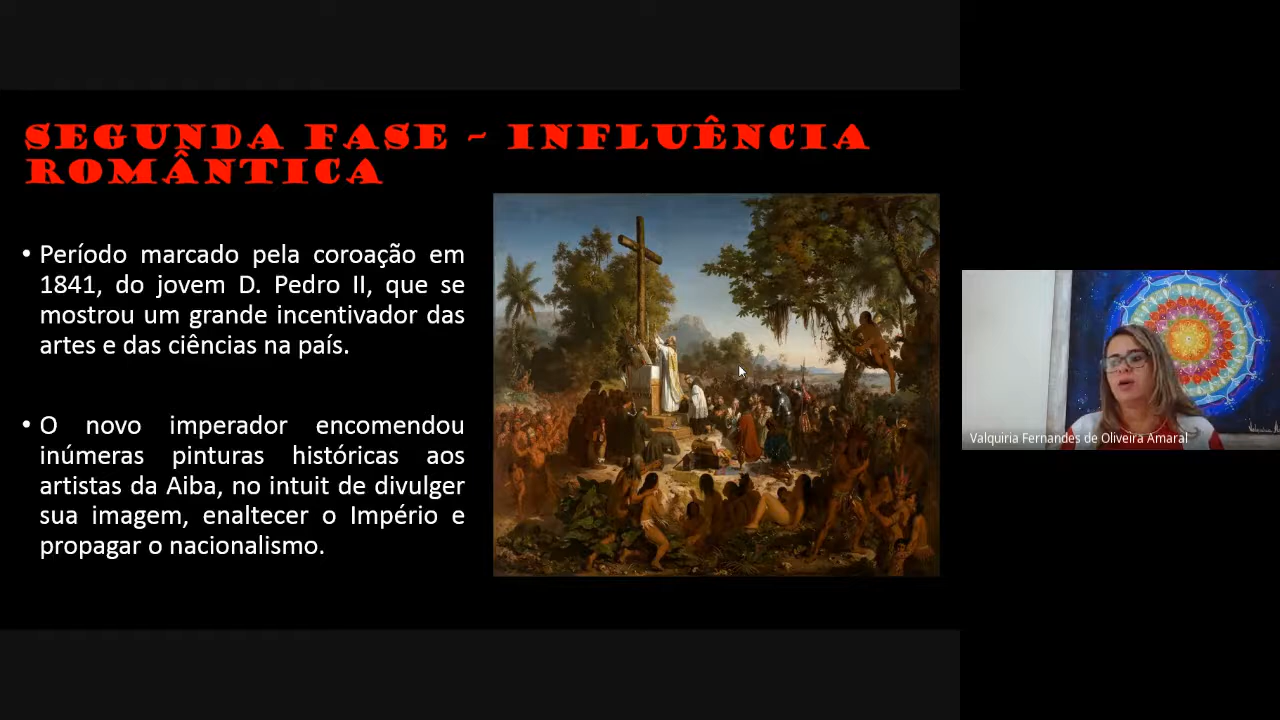 SEGUNDA FASE - INFLUÊNCIA
ROMÂNTICA
• Período marcado pela coroação em
1841, do jovem D. Pedro II, que se
mostrou um grande incentivador das
artes e das ciências na país.
• O novo imperador encomendou
inúmeras pinturas históricas aos
artistas da Aiba, no intuit de divulger
sua imagem, enaltecer o Império e
propagar o nacionalismo.
Valquiria Fernandes de Oliveira Amaral